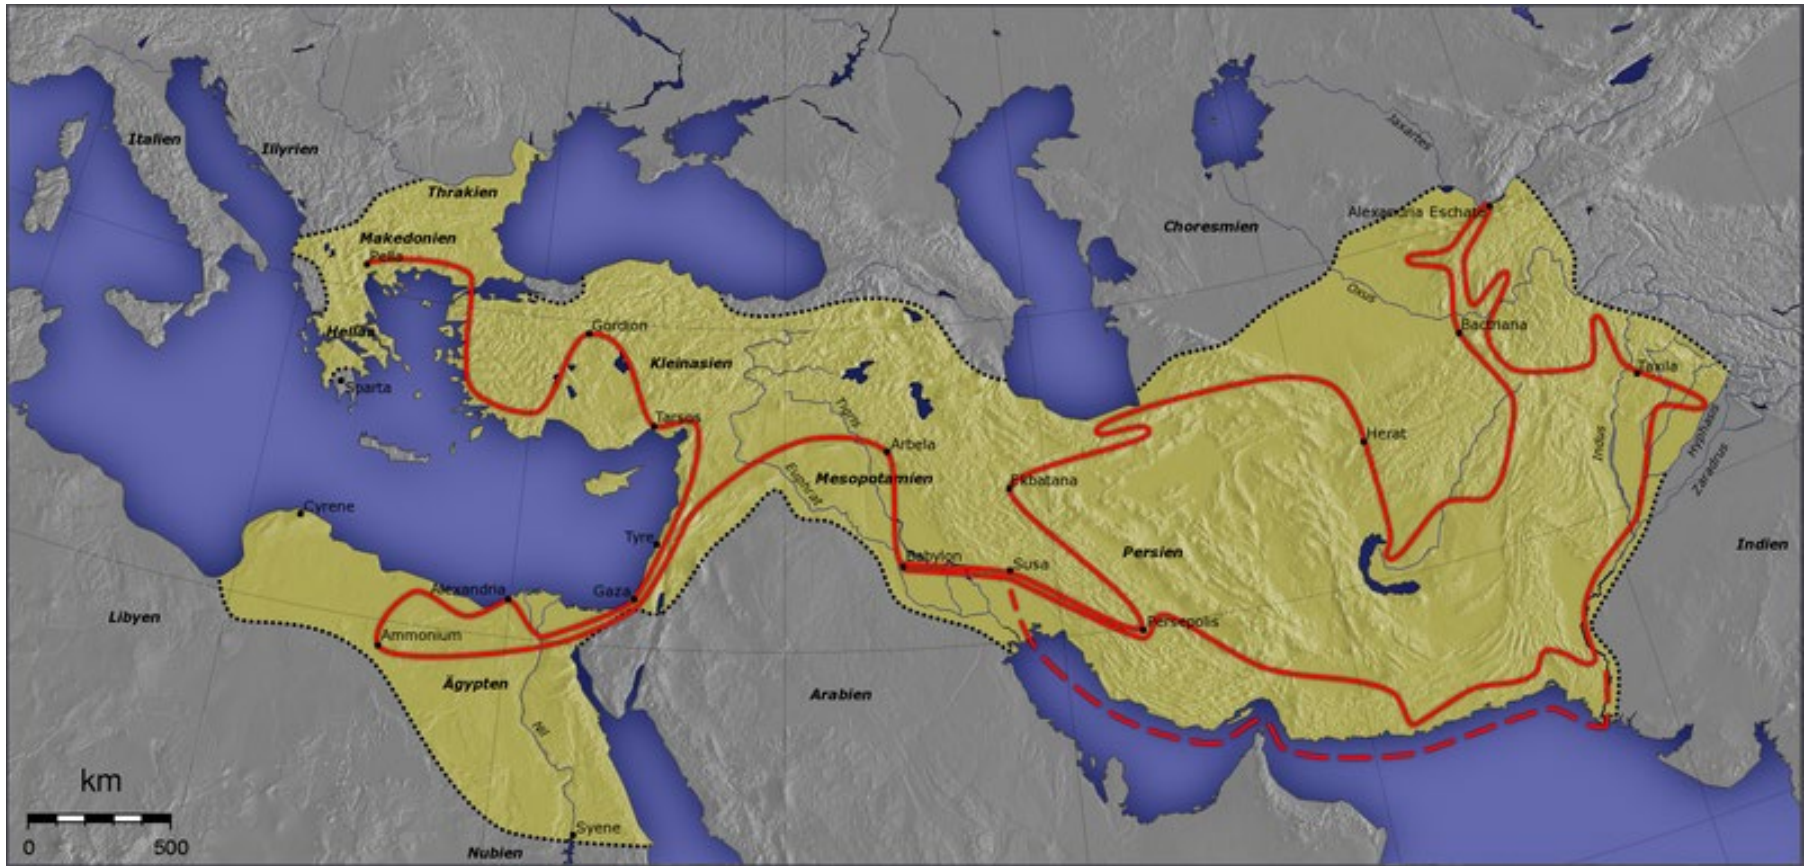 Italien
Illyrien
Thrakien
Makedonien
Pella
Hellas
Sparta
Gordion
Kleinasien
Tarsos
Tigris
Euphrat
Arbela
Mesopotamien
Ekbatana
Choresmien
Jaxartes
Alexandria Eschate
Oxus
Bactriana
Taxila
Herat
Indus
Hyphasis
Zaradrus
Cyrene
Tyre
Babylon
Susa
Persien
Indien
Alexandria
Gaza
Libyen
Ammonium
Persepolis
Ägypten
Arabien
Nil
km
0 500
Syene
Nubien